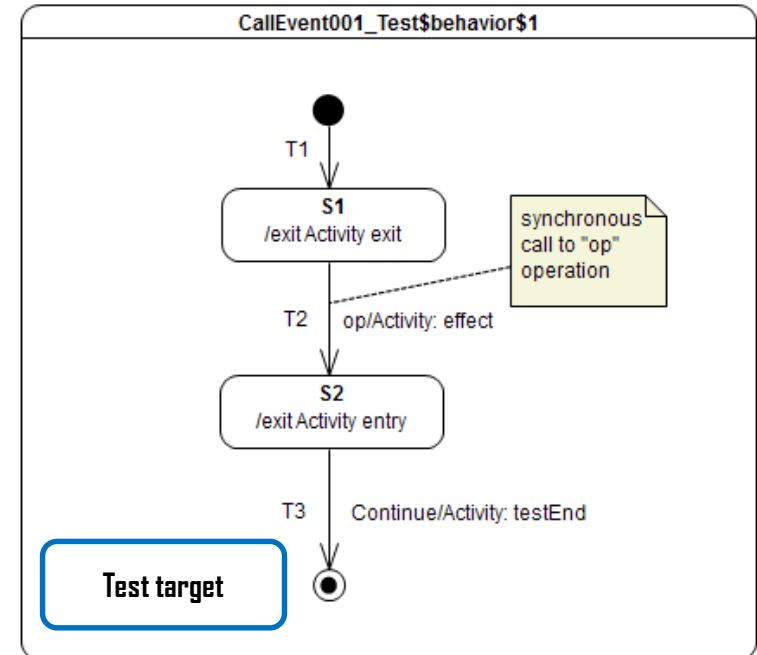 CallEvent001_Test$behavior$1
T1
S1
/exit Activity exit
synchronous
call to "op"
operation
T2
op/Activity: effect
S2
/exit Activity entry
T3
Continue/Activity: testEnd
Test target